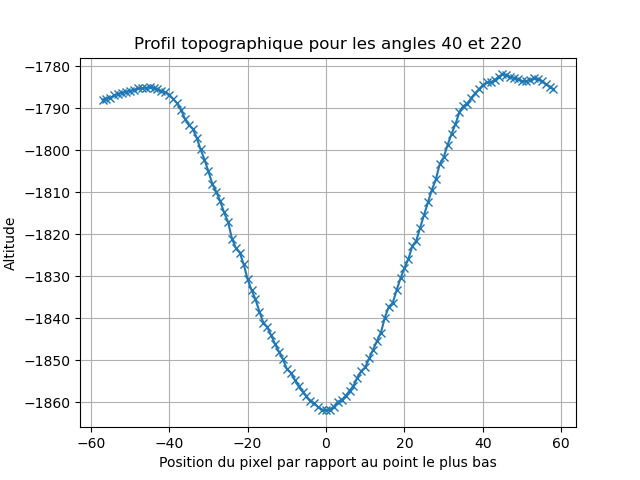 Profil topographique pour les angles 40 et 220
Altitude
−1780
−1790
−1800
−1810
−1820
−1830
−1840
−1850
−1860
−60 −40 −20 0 20 40 60
Position du pixel par rapport au point le plus bas